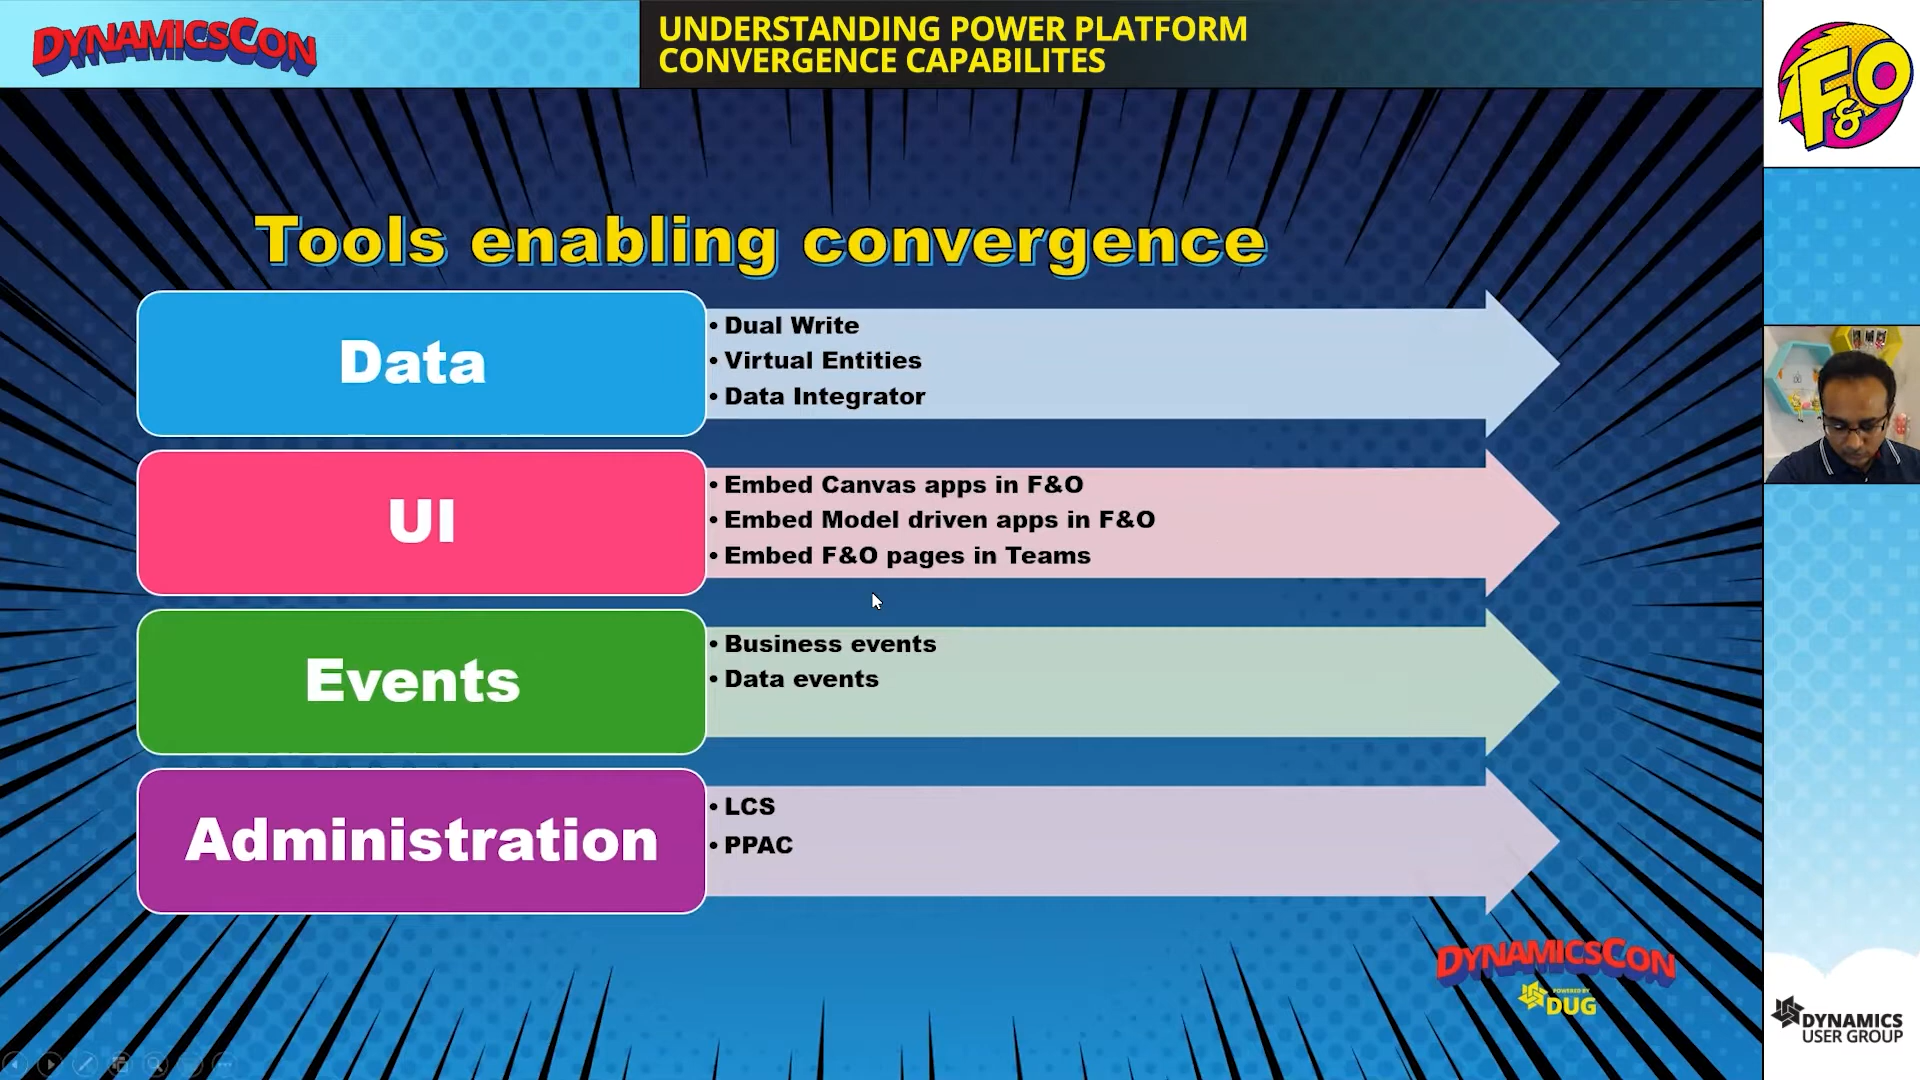 DYNAMICSCON
UNDERSTANDING POWER PLATFORM
CONVERGENCE CAPABILITES
F&O
Tools enabling convergence
Data
• Dual Write
• Virtual Entities
• Data Integrator
UI
• Embed Canvas apps in F&O
• Embed Model driven apps in F&O
• Embed F&O pages in Teams
Events
• Business events
• Data events
Administration
• LCS
• PPAC
DYNAMICSCON
POWERED BY
DUG
DYNAMICS
USER GROUP